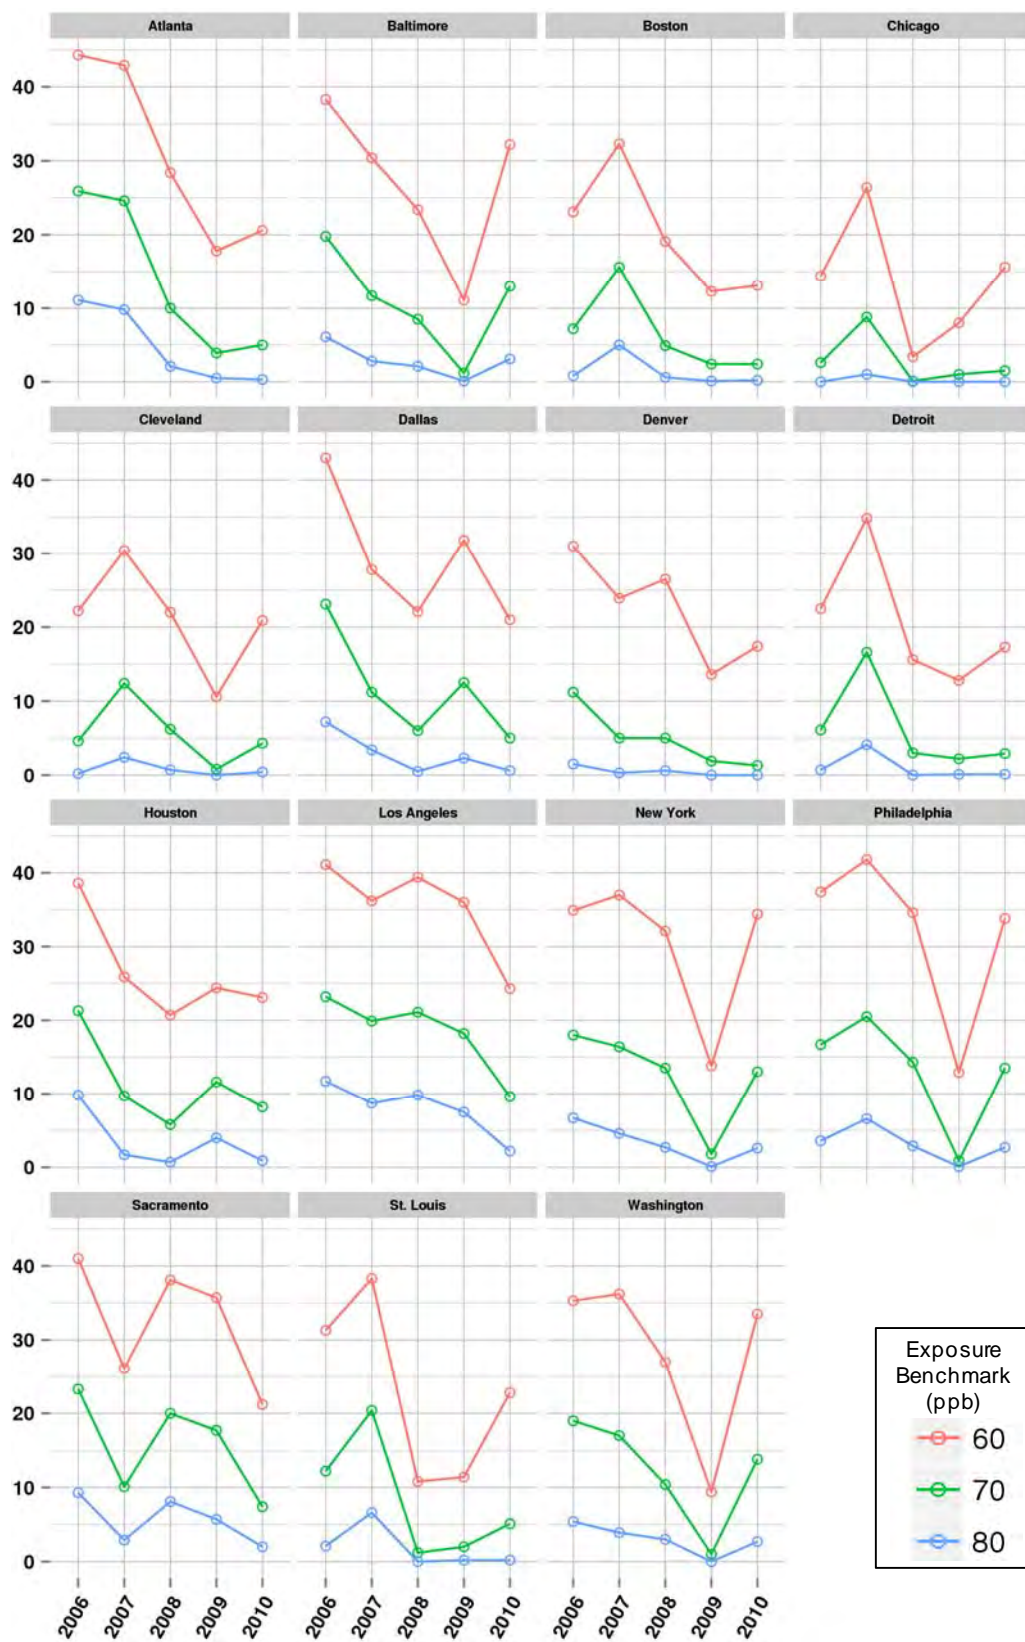 Atlanta Baltimore Boston Chicago
40
30
20
10
0
Cleveland Dallas Denver Detroit
40
30
20
10
0
Houston Los Angeles New York Philadelphia
40
30
20
10
0
Sacramento St. Louis Washington
40
30
20
10
0
2006 2007 2008 2009 2010 2006 2007 2008 2009 2010 2006 2007 2008 2009 2010
Exposure
Benchmark
(ppb)
60
70
80